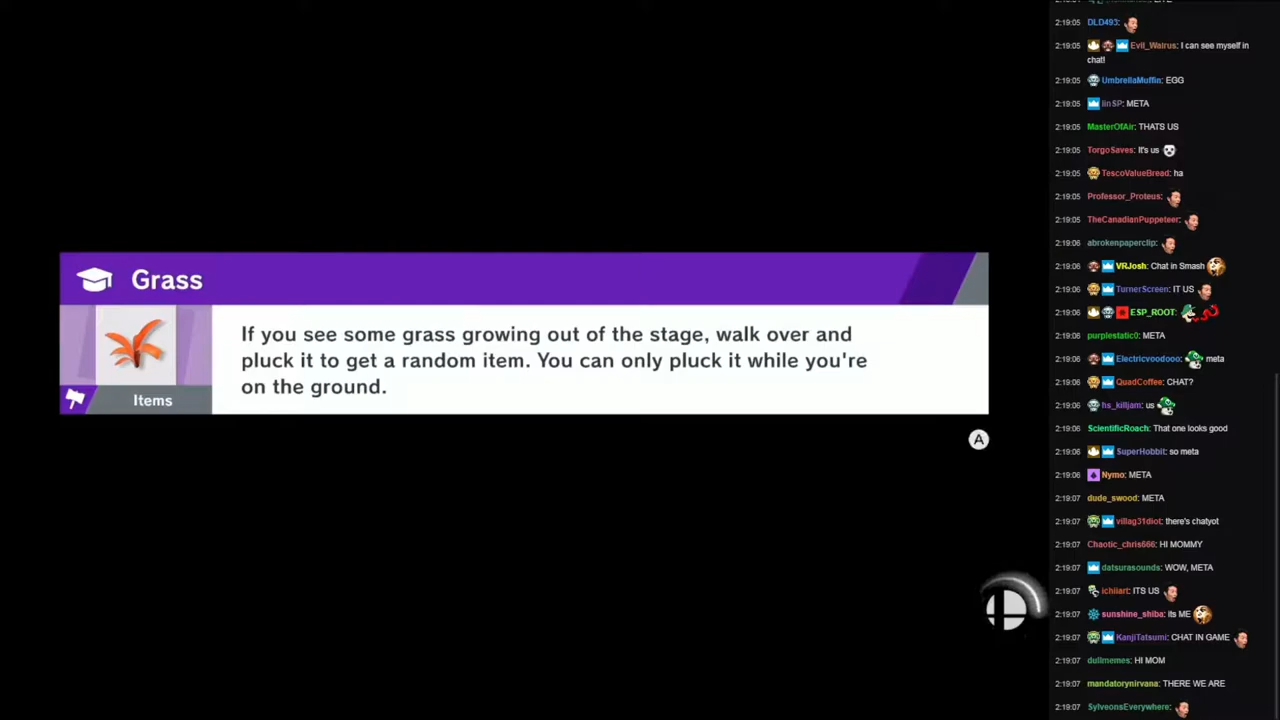 Grass
If you see some grass growing out of the stage, walk over and
pluck it to get a random item. You can only pluck it while you're
on the ground.
Items
A
2:19:05 DLD493:
2:19:05 Evil_Walrus: I can see myself in
chat!
2:19:05 UmbrellaMuffin: EGG
2:19:05 linSP: META
2:19:05 MasterOfAir: THATS US
2:19:05 TorgoSaves: It's us
2:19:05 TescoValueBread: ha
2:19:05 Professor_Proteus:
2:19:05 TheCanadianPuppeteer:
2:19:06 abrokenpaperclip:
2:19:06 VRJosh: Chat in Smash
2:19:06 TurnerScreen: IT US
2:19:06 ESP_ROOT:
2:19:06 purplestatic0: META
2:19:06 Electricvoodooo: meta
2:19:06 QuadCoffee: CHAT?
2:19:06 hs_killjam: us
2:19:06 ScientificRoach: That one looks good
2:19:06 SuperHobbit: so meta
2:19:06 Nymo: META
2:19:07 dude_swood: META
2:19:07 villag31diot: there's chatyot
2:19:07 Chaotic_chris666: HI MOMMY
2:19:07 datsurasounds: WOW, META
2:19:07 ichiiart: ITS US
2:19:07 sunshine_shiba: its ME
2:19:07 KanjiTatsumi: CHAT IN GAME
2:19:07 dullmemes: HI MOM
2:19:07 mandatorynirvana: THERE WE ARE
2:19:07 SylveonsEverywhere: